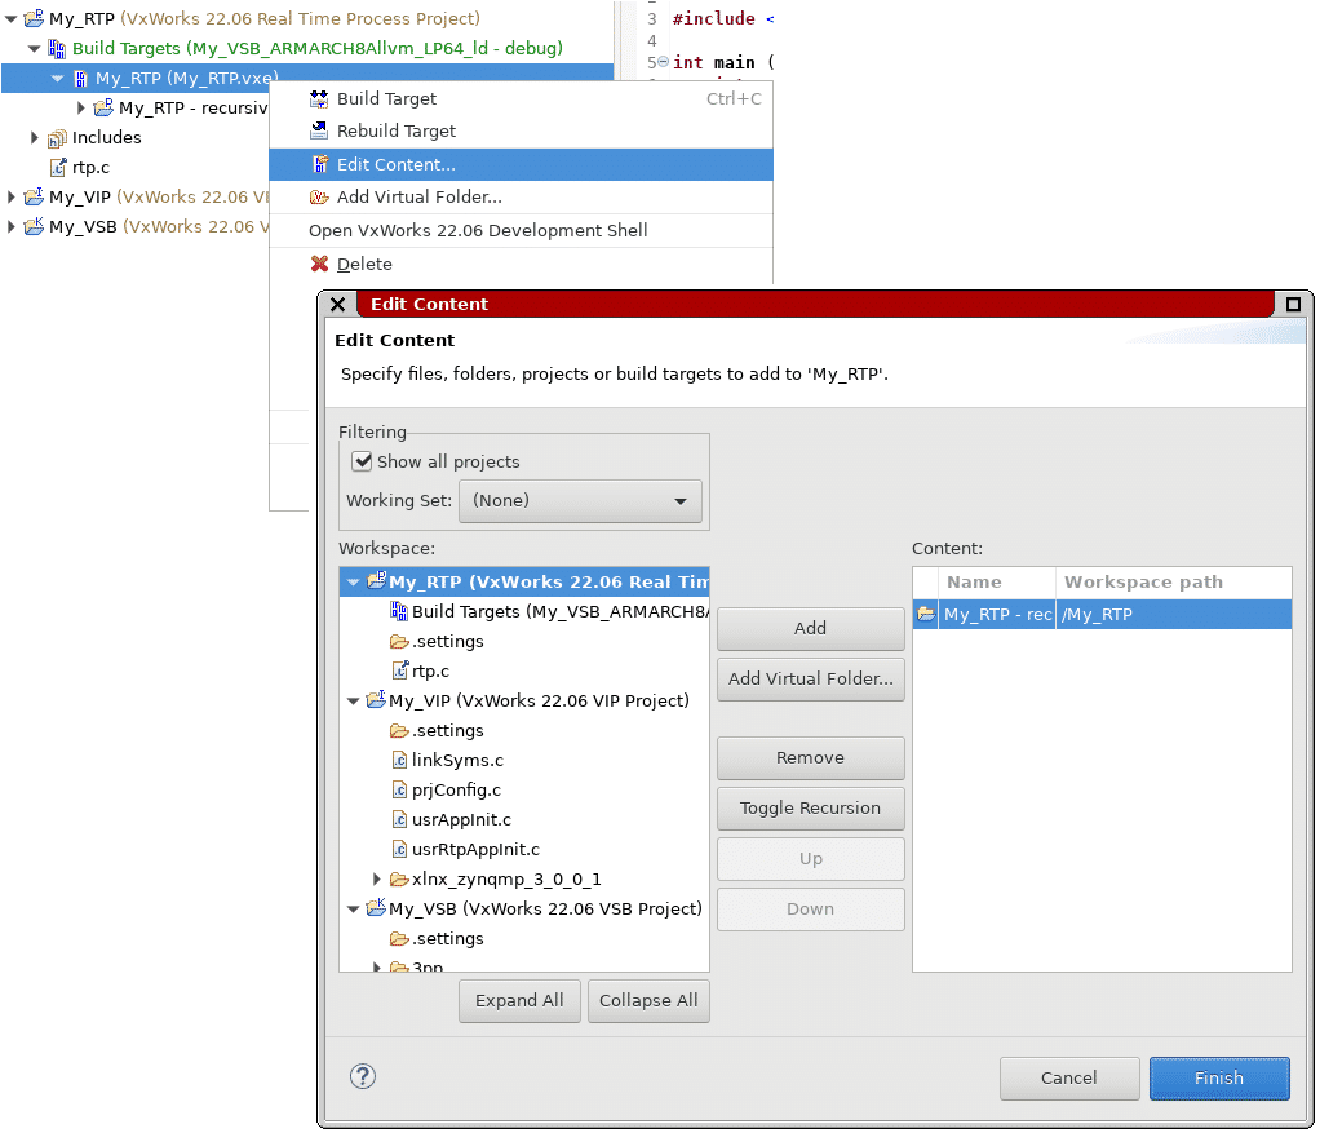 My_RTP (VxWorks 22.06 Real Time Process Project)
Build Targets (My_VSB_ARMARCH8Allvm_LP64_ld - debug)
My_RTP (My_RTP.vxe)
My_RTP - recursiv
Includes
rtp.c
My_VIP (VxWorks 22.06 VI
My_VSB (VxWorks 22.06 V
3 #include <
4
5 int main (
Build Target Ctrl+C
Rebuild Target
Edit Content...
Add Virtual Folder...
Open VxWorks 22.06 Development Shell
Delete
Edit Content
Edit Content
Specify files, folders, projects or build targets to add to 'My_RTP'.
Filtering
Show all projects
Working Set: (None)
Workspace:
My_RTP (VxWorks 22.06 Real Tim
Build Targets (My_VSB_ARMARCH8A
.settings
rtp.c
My_VIP (VxWorks 22.06 VIP Project)
.settings
linkSyms.c
prjConfig.c
usrAppInit.c
usrRtpAppInit.c
xlnx_zynqmp_3_0_0_1
My_VSB (VxWorks 22.06 VSB Project)
.settings
3pp
Expand All
Collapse All
Add
Add Virtual Folder...
Remove
Toggle Recursion
Up
Down
Content:
Name Workspace path
My_RTP - rec /My_RTP
?
Cancel
Finish